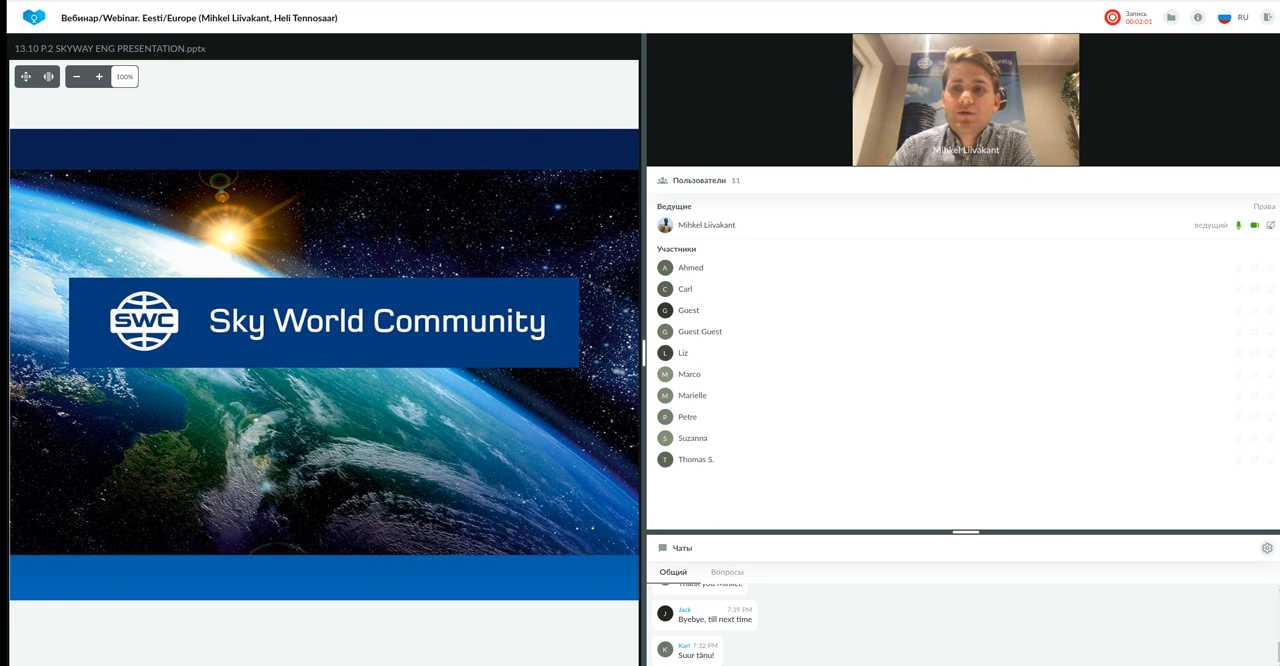 Вебинар/Webinar. Eesti/Europe (Mihkel Liivakant, Heli Tennosaar)
Запись
00:02:01
RU
13.10 P.2 SKYWAY ENG PRESENTATION.pptx
100%
SWC
Sky World Community
Mihkel Liivakant
Пользователи 11
Ведущие
Права
Mihkel Liivakant
ведущий
Участники
A Ahmed
C Carl
G Guest
G Guest Guest
L Liz
M Marco
M Marielle
P Petre
S Suzanna
T Thomas S.
Чаты
Общий
Вопросы
Thank you Mihkel.
J
Jack 7:39 PM
Byebye, till next time
K
Karl 7:32 PM
Suur tänu!